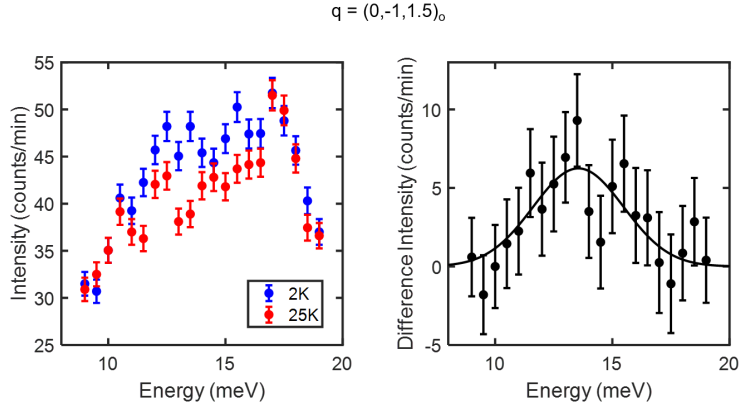 q = (0,-1,1.5)o
Intensity (counts/min)
55
50
45
40
35
30
25
10
15
20
Energy (meV)
2K
25K
Difference Intensity (counts/min)
10
5
0
-5
10
15
20
Energy (meV)